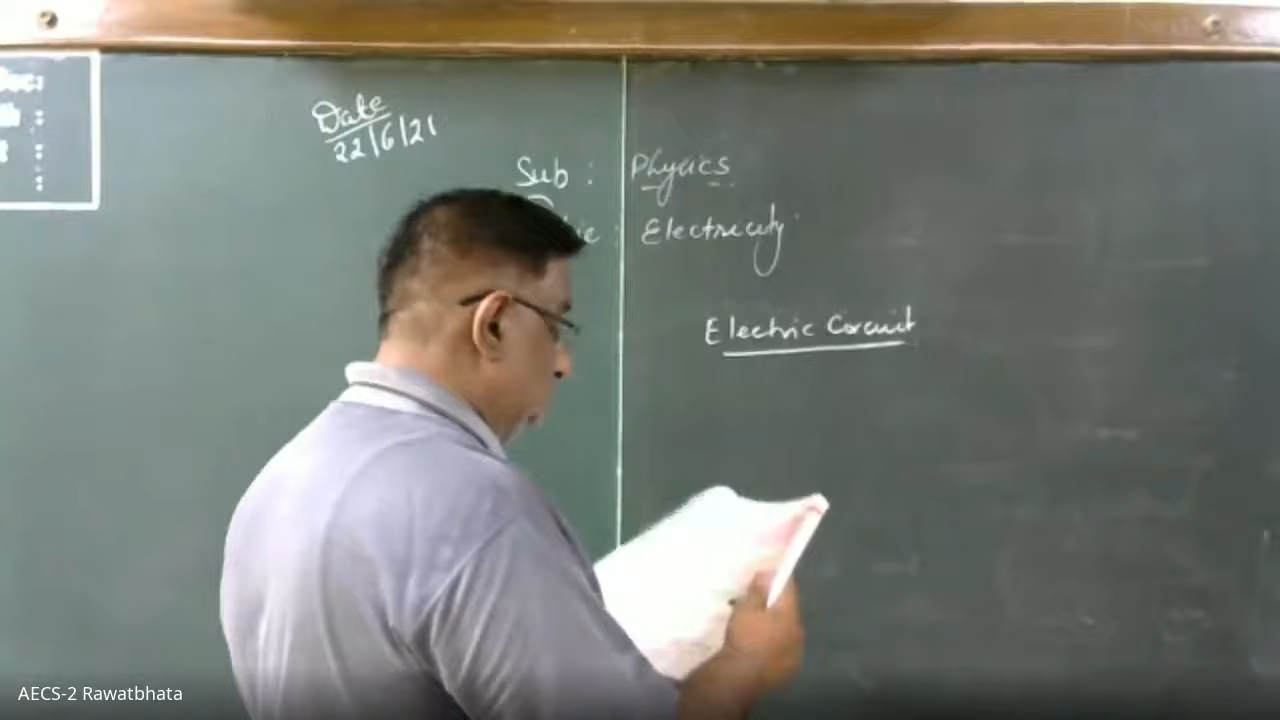 Date
22/6/21
Sub : Physics
: Electricity
Electric Circuit
AECS-2 Rawatbhata